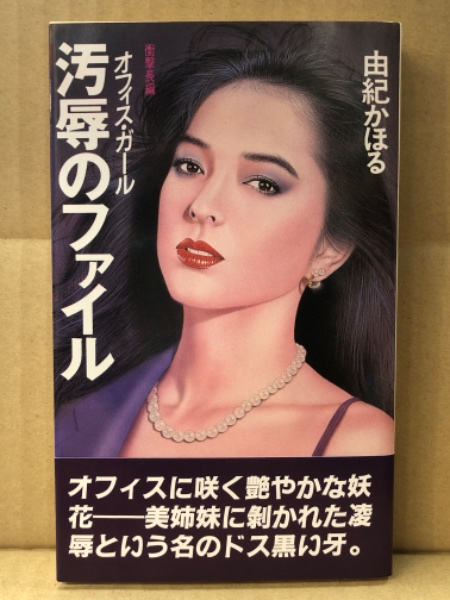 由紀かほる
衝撃長編
オフィス・ガール
汚辱のファイル
オフィスに咲く艶やかな妖
花――美姉妹に剝かれた凌
辱という名のドス黒い牙。